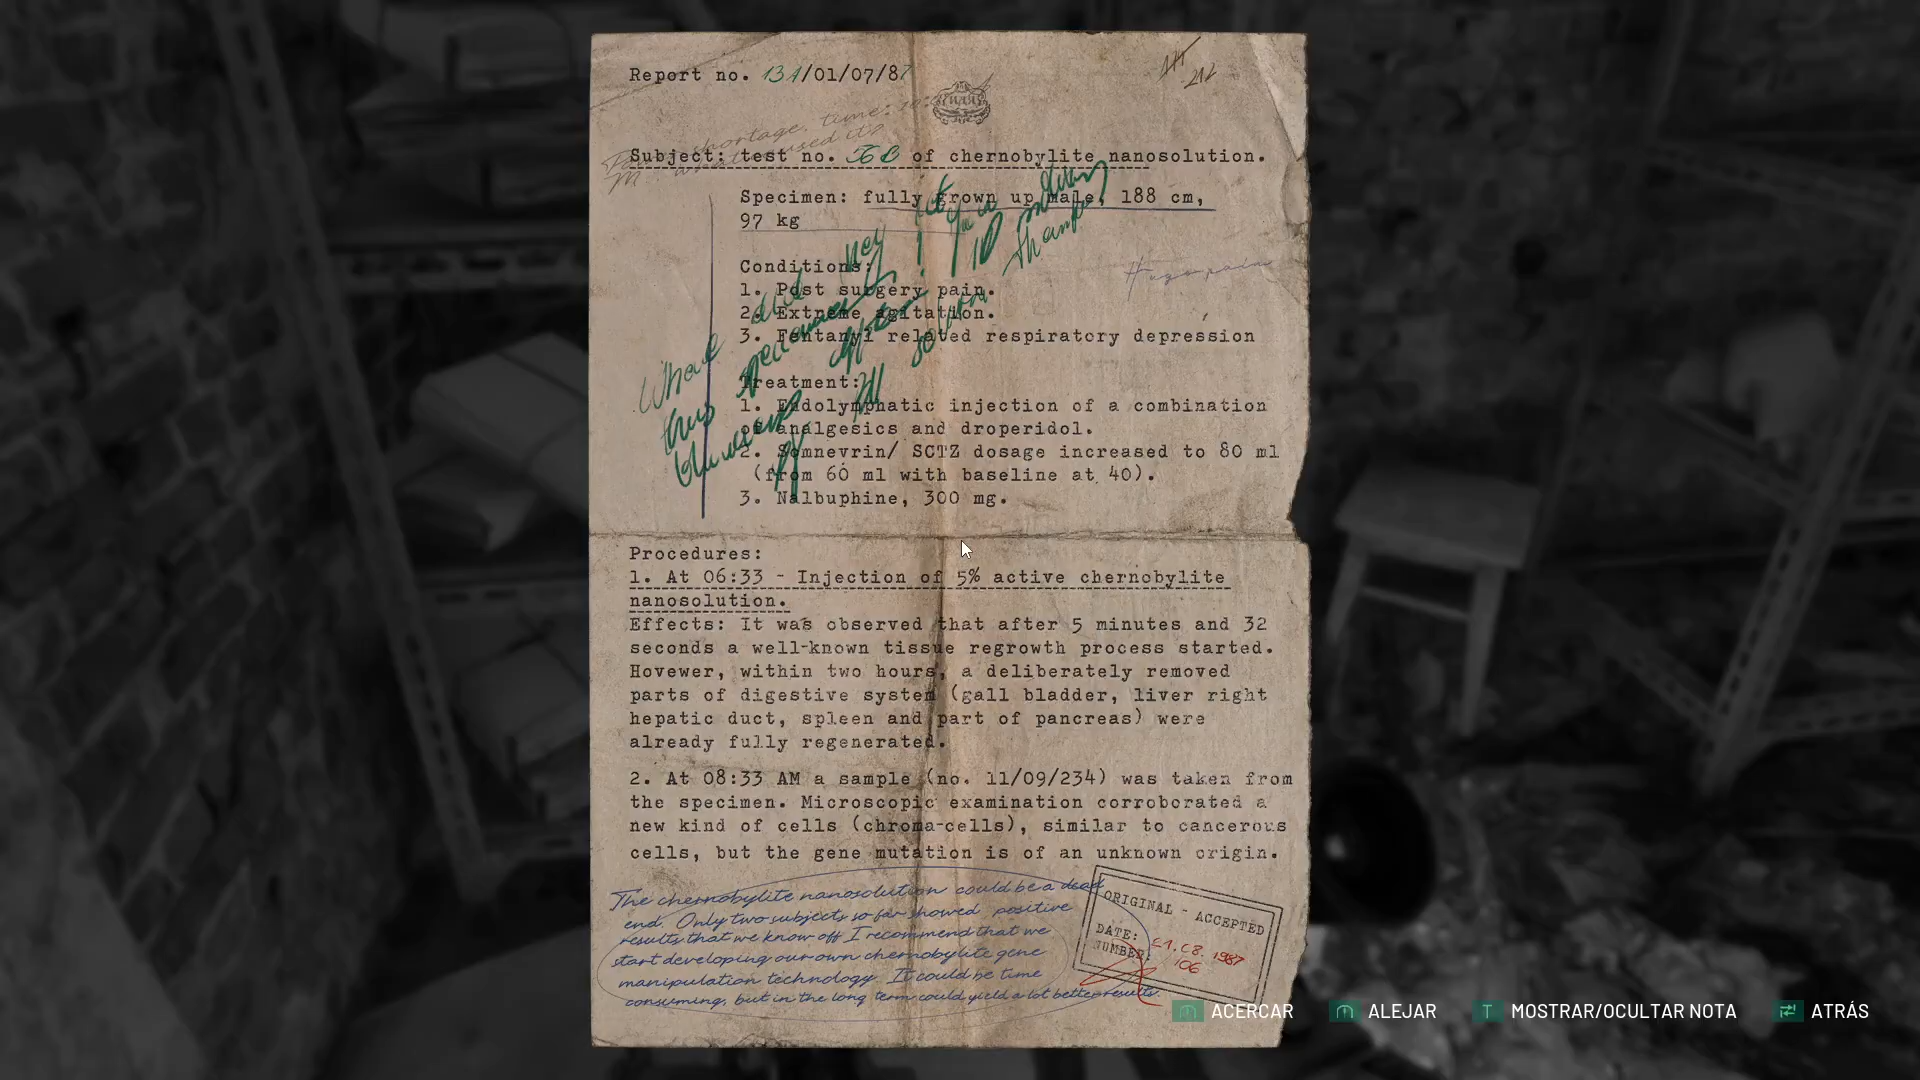 Report no. 131/01/07/87
212
shortage, time:
used it?
Subject: test no. 568 of chernobylite nanosolution.
Specimen: fully grown up male, 188 cm,
97 kg
Conditions:
1. Post surgery pain.
2. Extreme agitation.
3. Fentanyl related respiratory depression
Treatment:
1. Endolymphatic injection of a combination
of analgesics and droperidol.
2. Somnevrin/ SCTZ dosage increased to 80 ml
(from 60 ml with baseline at 40).
3. Nalbuphine, 300 mg.
Procedures:
1. At 06:33 - Injection of 5% active chernobylite
nanosolution.
Effects: It was observed that after 5 minutes and 32
seconds a well-known tissue regrowth process started.
Hovewer, within two hours, a deliberately removed
parts of digestive system (gall bladder, liver right
hepatic duct, spleen and part of pancreas) were
already fully regenerated.
2. At 08:33 AM a sample (no. 11/09/234) was taken from
the specimen. Microscopic examination corroborated a
new kind of cells (chroma-cells), similar to cancerous
cells, but the gene mutation is of an unknown origin.
The chernobylite nanosolution could be a dead
end. Only two subjects so far showed positive
results that we know off I recommend that we
start developing our own chernobylite gene
manipulation technology. It could be time
consuming, but in the long term could yield a lot better results.
ORIGINAL - ACCEPTED
DATE: 01.08.1987
NUMBER: 106
ACERCAR
ALEJAR
T MOSTRAR/OCULTAR NOTA
ATRÁS